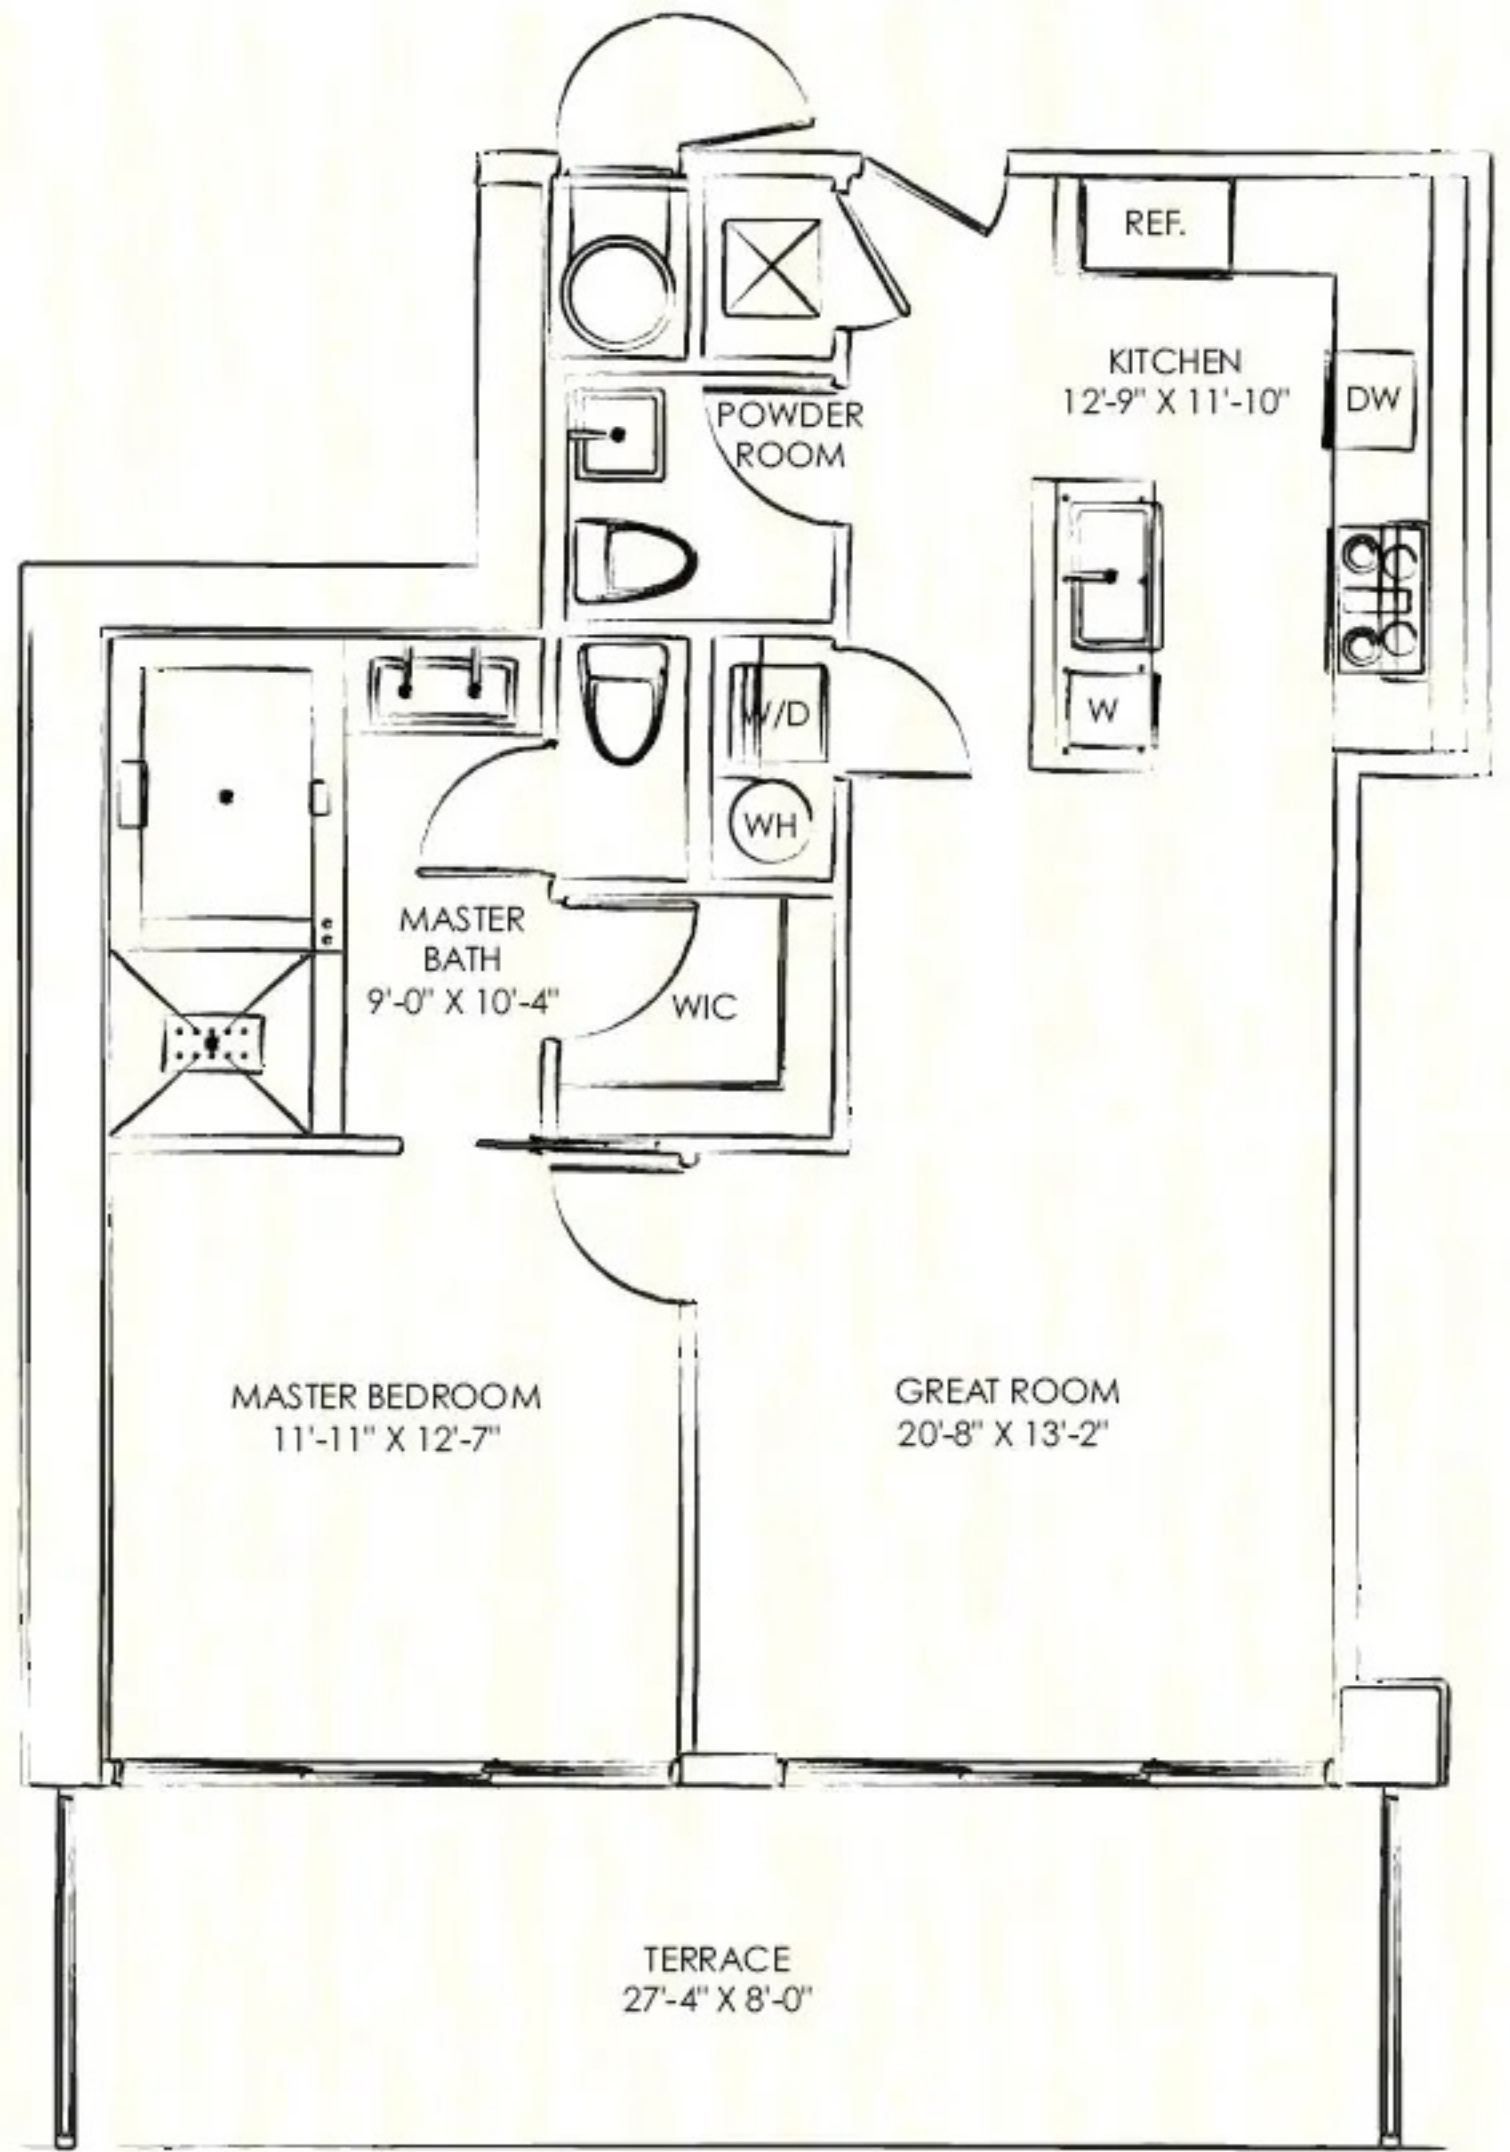 REF.
KITCHEN
12'-9" X 11'-10"
DW
POWDER
ROOM
W/D
W
WH
MASTER
BATH
9'-0" X 10'-4"
WIC
MASTER BEDROOM
11'-11" X 12'-7"
GREAT ROOM
20'-8" X 13'-2"
TERRACE
27'-4" X 8'-0"